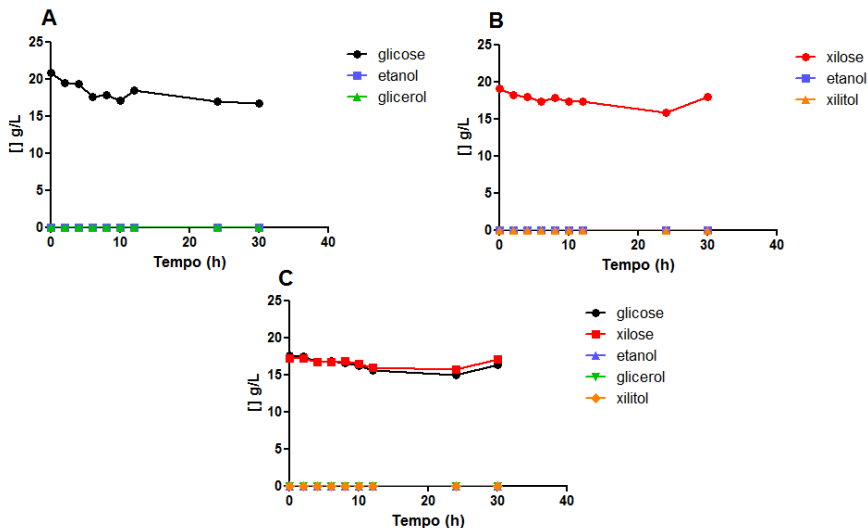 A
25
20
15
10
5
0
[] g/L
0 20 40
10 30
Tempo (h)
glicose
etanol
glicerol
B
25
20
15
10
5
0
[] g/L
0 10 20 30 40
Tempo (h)
xilose
etanol
xilitol
C
25
20
15
10
5
0
[] g/L
0 10 20 30 40
Tempo (h)
glicose
xilose
etanol
glicerol
xilitol